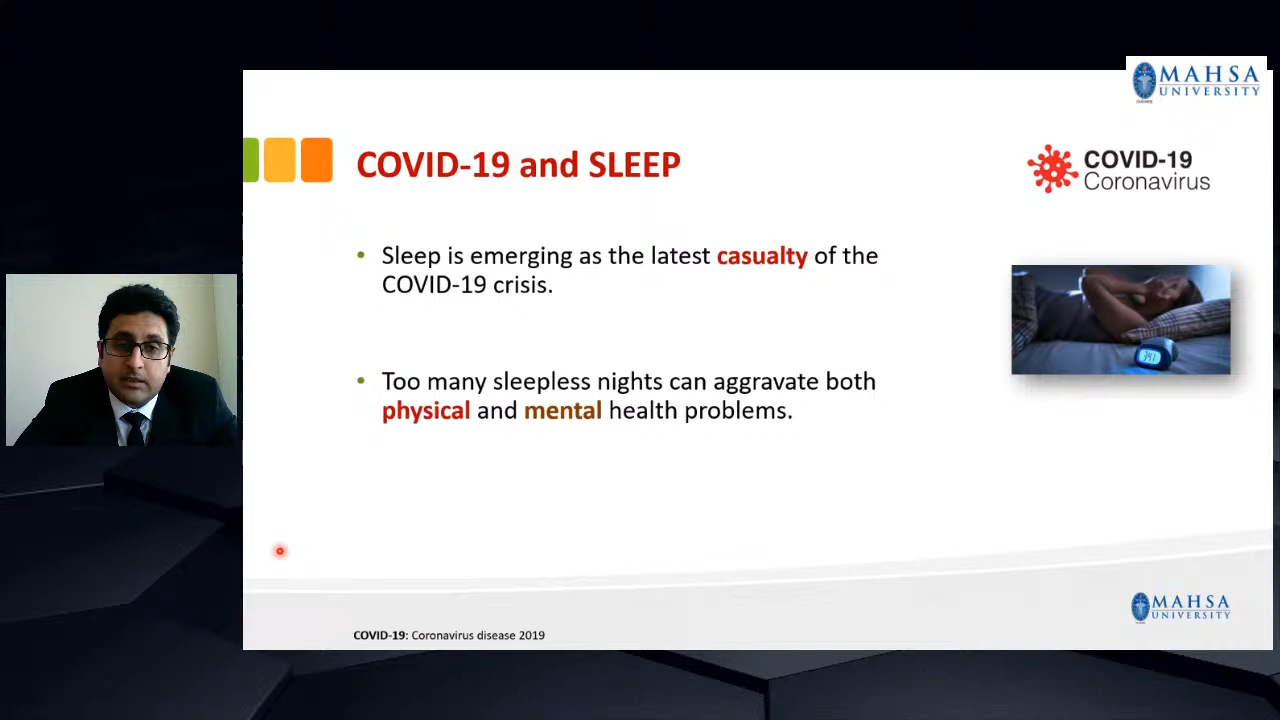 MAHSA
UNIVERSITY
COVID-19 and SLEEP
COVID-19
Coronavirus
• Sleep is emerging as the latest casualty of the
COVID-19 crisis.
• Too many sleepless nights can aggravate both
physical and mental health problems.
MAHSA
UNIVERSITY
COVID-19: Coronavirus disease 2019